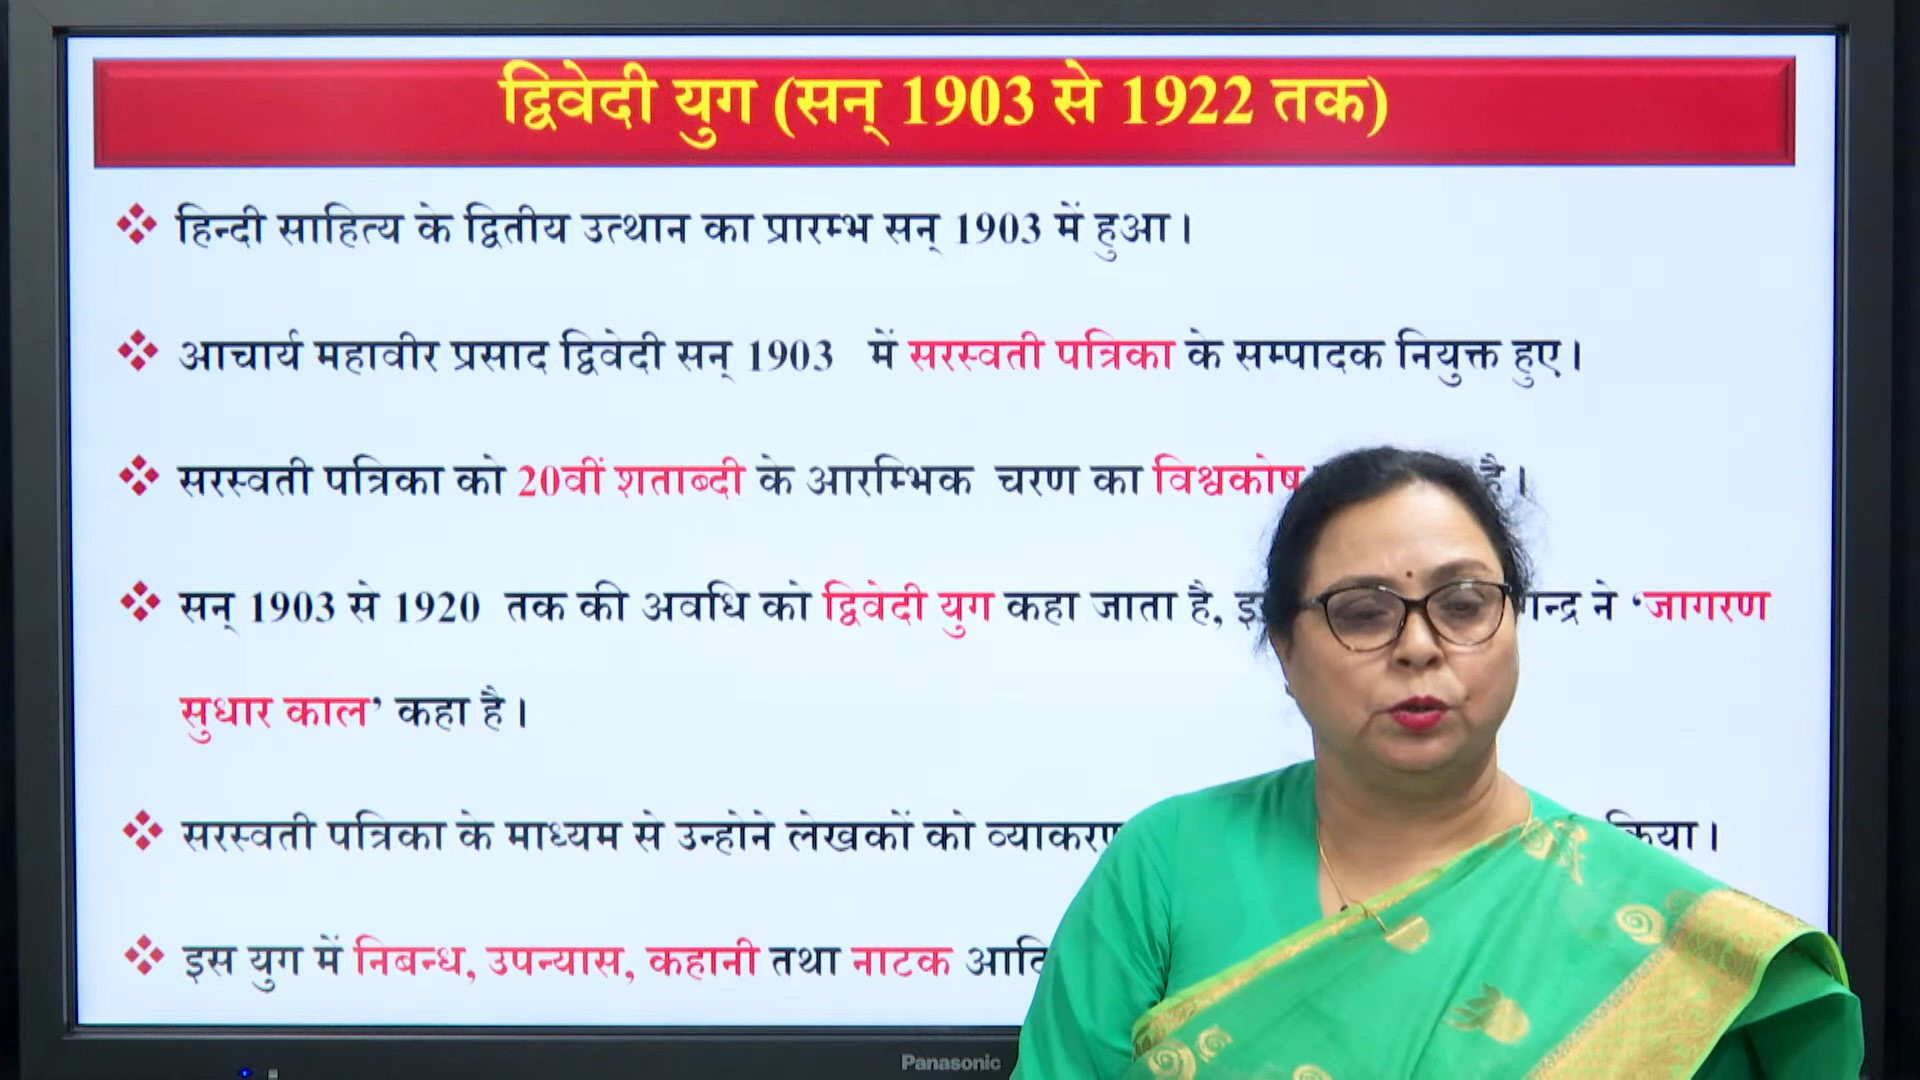 द्विवेदी युग (सन् 1903 से 1922 तक)
हिन्दी साहित्य के द्वितीय उत्थान का प्रारम्भ सन् 1903 में हुआ।
आचार्य महावीर प्रसाद द्विवेदी सन् 1903 में सरस्वती पत्रिका के सम्पादक नियुक्त हुए।
सरस्वती पत्रिका को 20वीं शताब्दी के आरम्भिक चरण का विश्वकोष है।
सन् 1903 से 1920 तक की अवधि को द्विवेदी युग कहा जाता है, ने ‘जागरण
सुधार काल’ कहा है।
सरस्वती पत्रिका के माध्यम से उन्होने लेखकों को किया।
इस युग में निबन्ध, उपन्यास, कहानी तथा नाटक
Panasonic